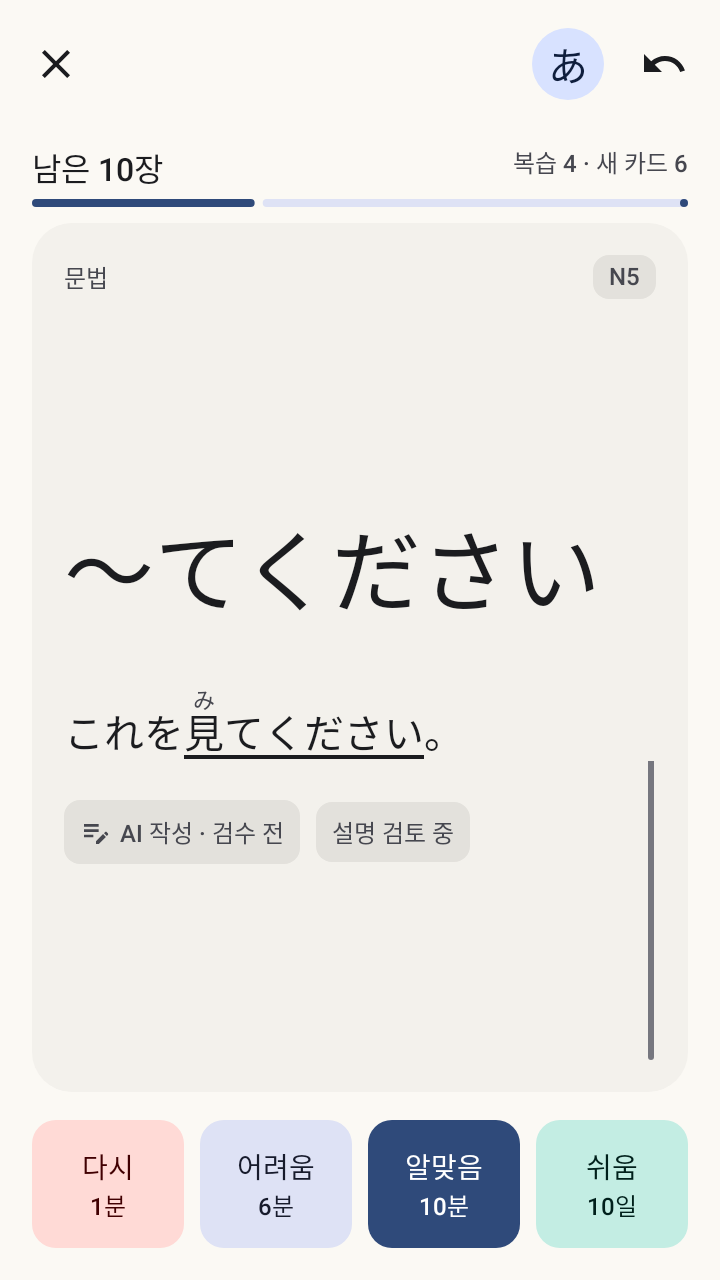 あ
남은 10장
복습 4 · 새 카드 6
문법
N5
～てください
み
これを見てください。
AI 작성 · 검수 전
설명 검토 중
다시
1분
어려움
6분
알맞음
10분
쉬움
10일